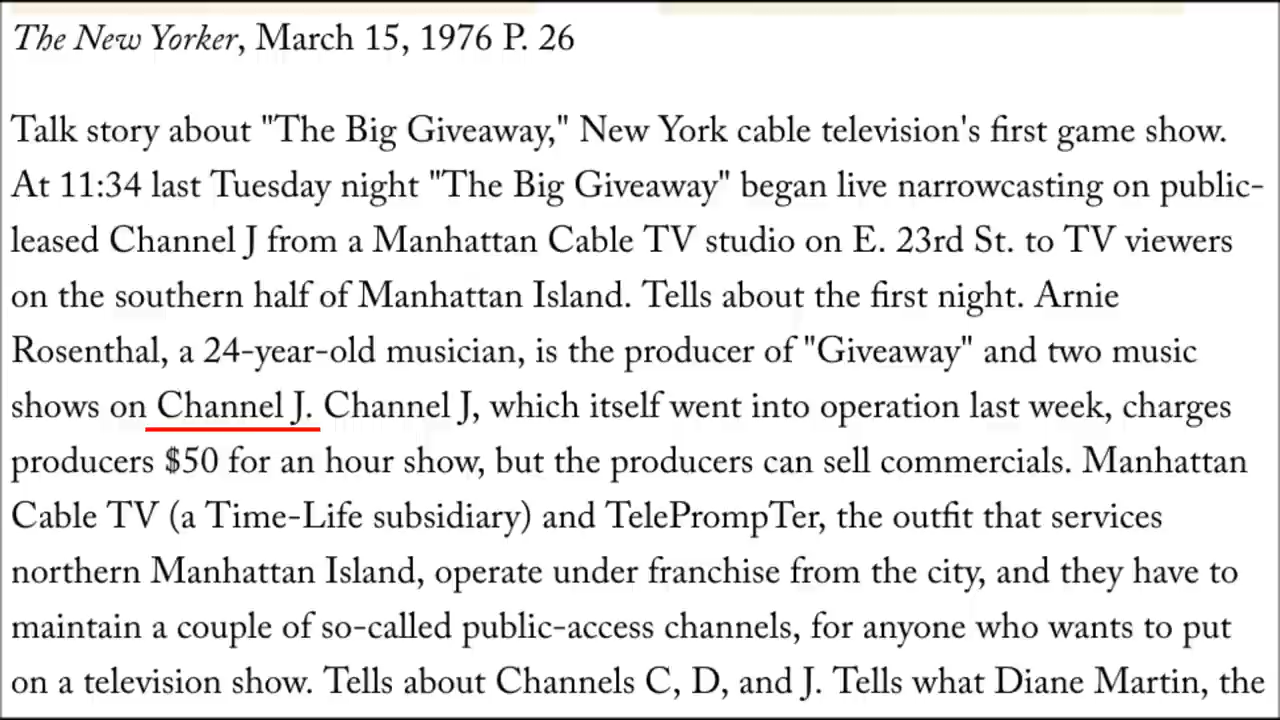 The New Yorker, March 15, 1976 P. 26
Talk story about "The Big Giveaway," New York cable television's first game show.
At 11:34 last Tuesday night "The Big Giveaway" began live narrowcasting on public-
leased Channel J from a Manhattan Cable TV studio on E. 23rd St. to TV viewers
on the southern half of Manhattan Island. Tells about the first night. Arnie
Rosenthal, a 24-year-old musician, is the producer of "Giveaway" and two music
shows on Channel J. Channel J, which itself went into operation last week, charges
producers $50 for an hour show, but the producers can sell commercials. Manhattan
Cable TV (a Time-Life subsidiary) and TelePrompTer, the outfit that services
northern Manhattan Island, operate under franchise from the city, and they have to
maintain a couple of so-called public-access channels, for anyone who wants to put
on a television show. Tells about Channels C, D, and J. Tells what Diane Martin, the